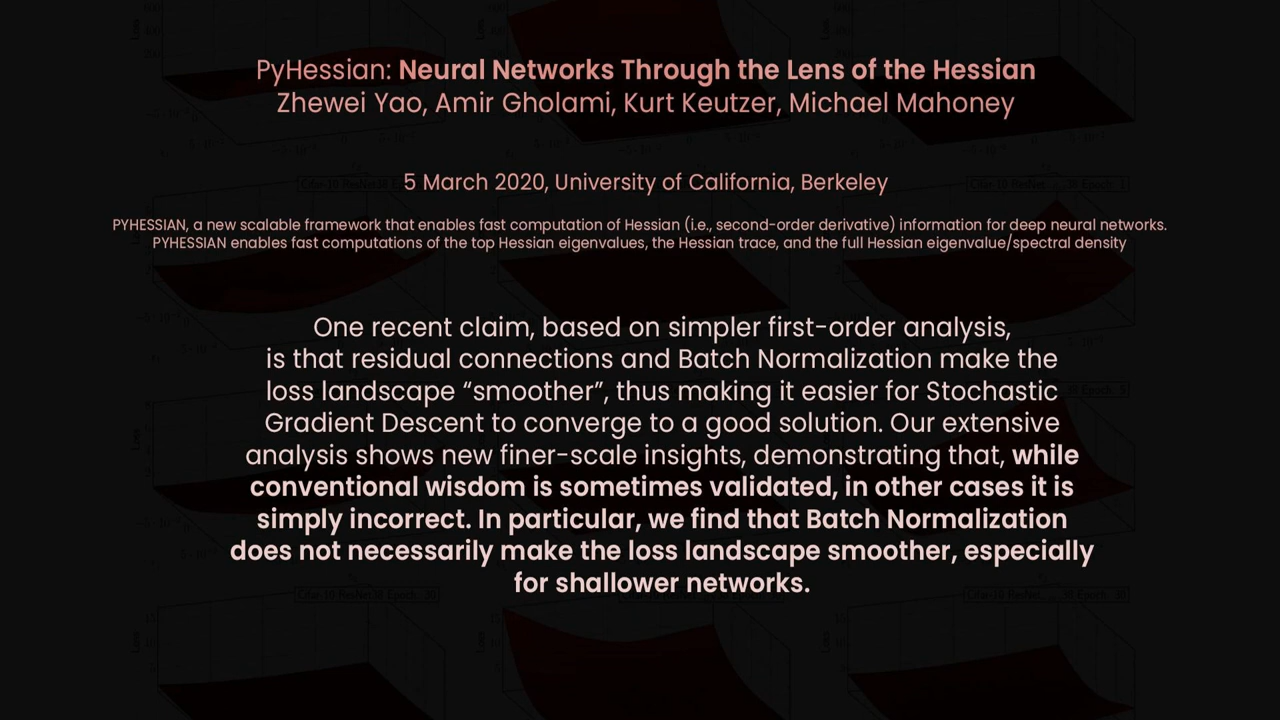 PyHessian: Neural Networks Through the Lens of the Hessian
Zhewei Yao, Amir Gholami, Kurt Keutzer, Michael Mahoney
5 March 2020, University of California, Berkeley
PYHESSIAN, a new scalable framework that enables fast computation of Hessian (i.e., second-order derivative) information for deep neural networks.
PYHESSIAN enables fast computations of the top Hessian eigenvalues, the Hessian trace, and the full Hessian eigenvalue/spectral density
One recent claim, based on simpler first-order analysis,
is that residual connections and Batch Normalization make the
loss landscape “smoother”, thus making it easier for Stochastic
Gradient Descent to converge to a good solution. Our extensive
analysis shows new finer-scale insights, demonstrating that, while
conventional wisdom is sometimes validated, in other cases it is
simply incorrect. In particular, we find that Batch Normalization
does not necessarily make the loss landscape smoother, especially
for shallower networks.